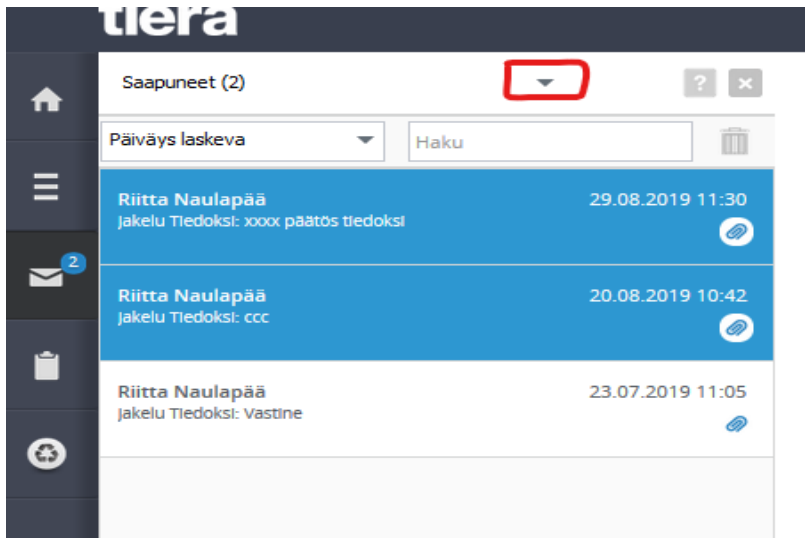 tiera
Saapuneet (2)
?
x
Päiväys laskeva
Haku
Riitta Naulapää 29.08.2019 11:30
Jakelu Tiedoksi: xxxx päätös tiedoksi
2
Riitta Naulapää 20.08.2019 10:42
Jakelu Tiedoksi: ccc
Riitta Naulapää 23.07.2019 11:05
Jakelu Tiedoksi: Vastine